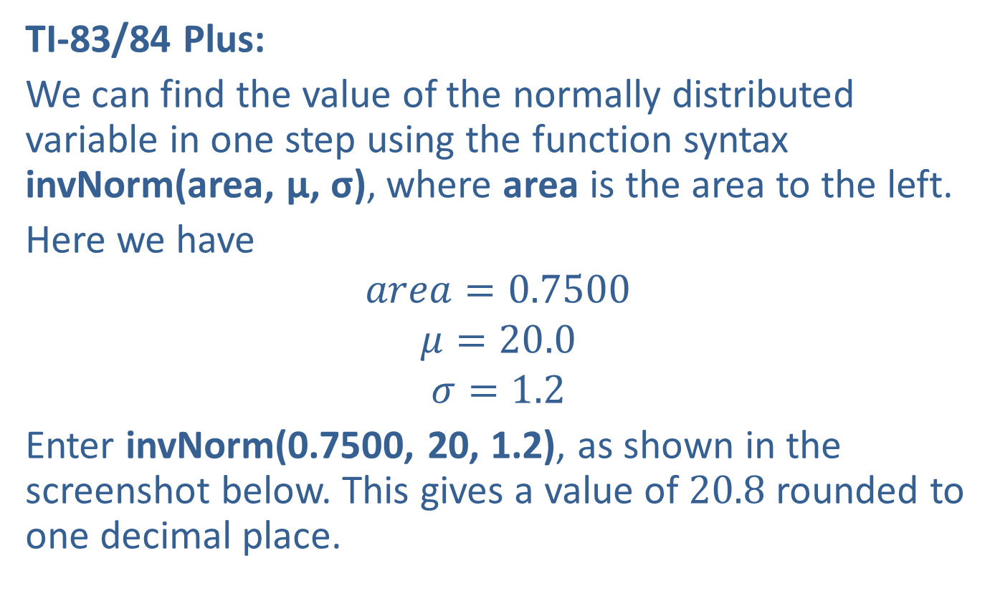 TI-83/84 Plus:
We can find the value of the normally distributed
variable in one step using the function syntax
invNorm(area, μ, σ), where area is the area to the left.
Here we have
area = 0.7500
μ = 20.0
σ = 1.2
Enter invNorm(0.7500, 20, 1.2), as shown in the
screenshot below. This gives a value of 20.8 rounded to
one decimal place.